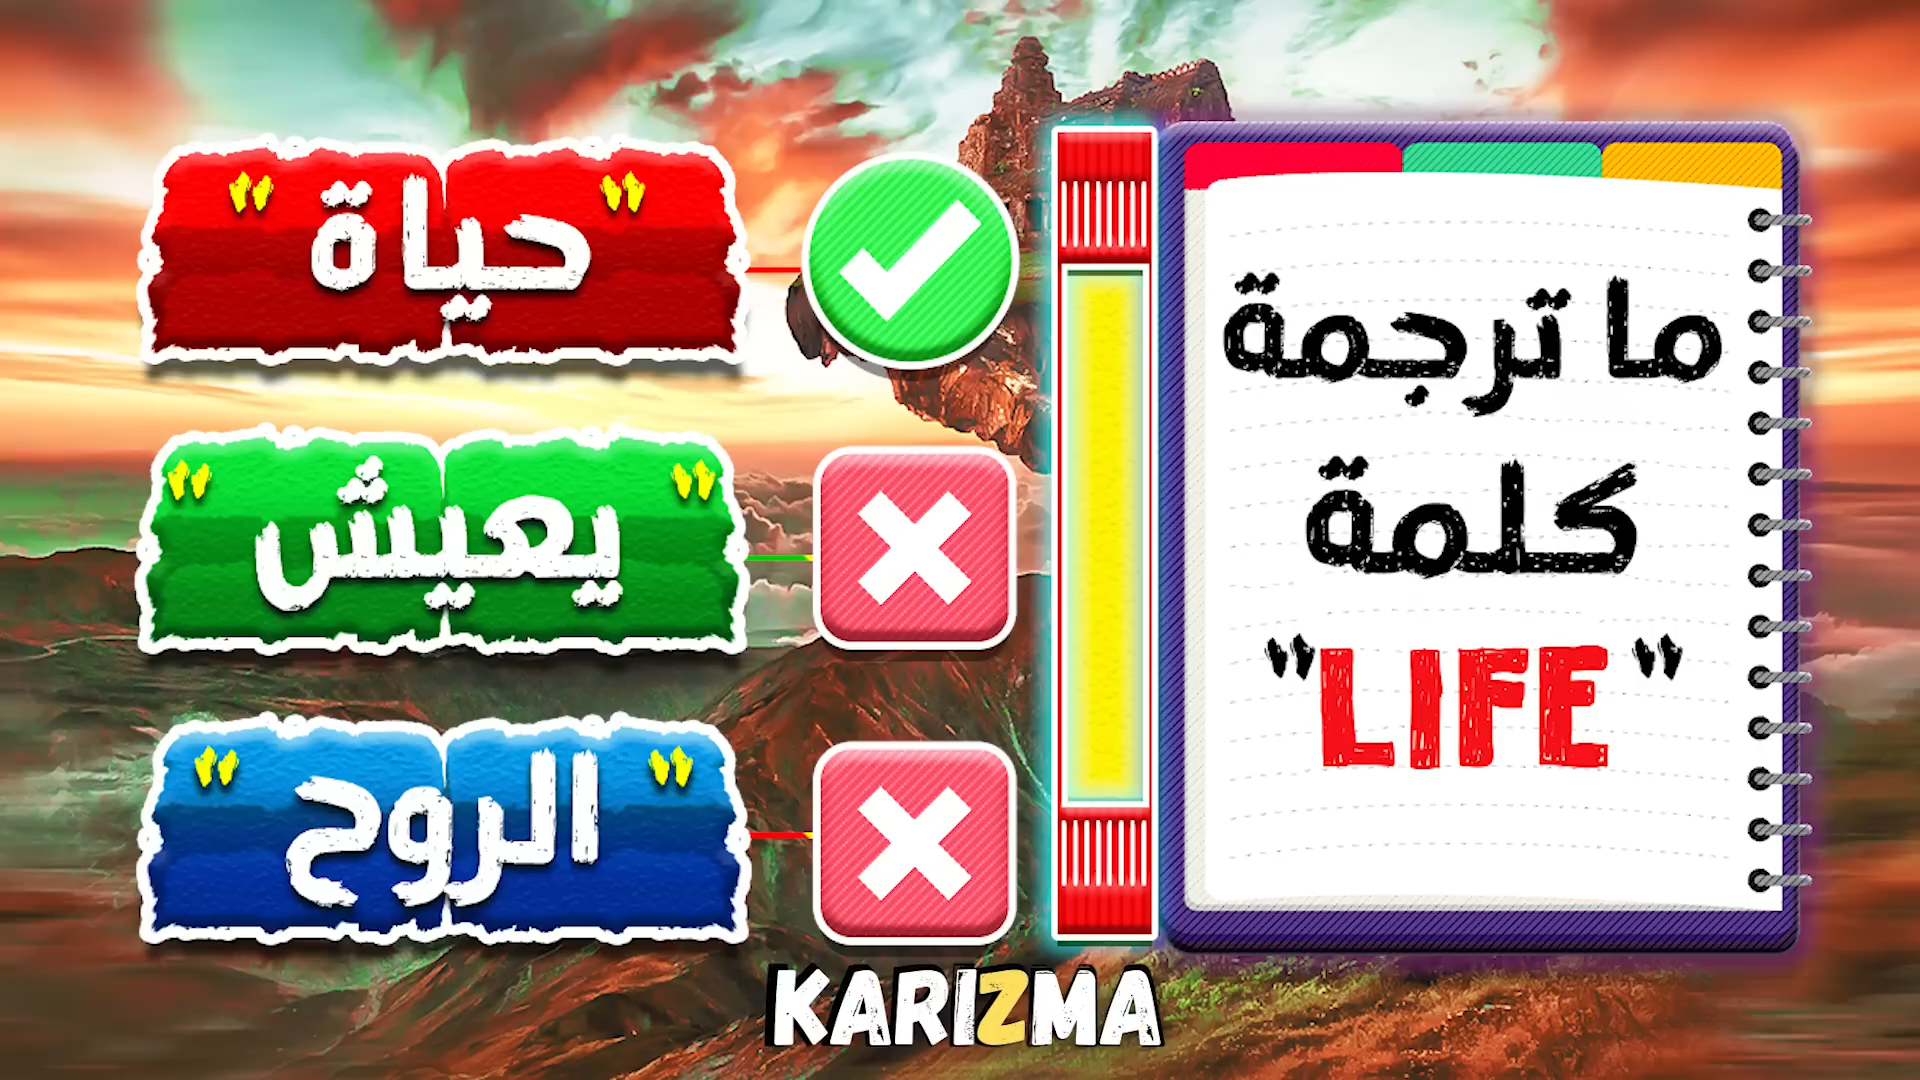 ما ترجمة
كلمة
"LIFE"
"حياة"
"يعيش"
"الروح"
KARIZMA